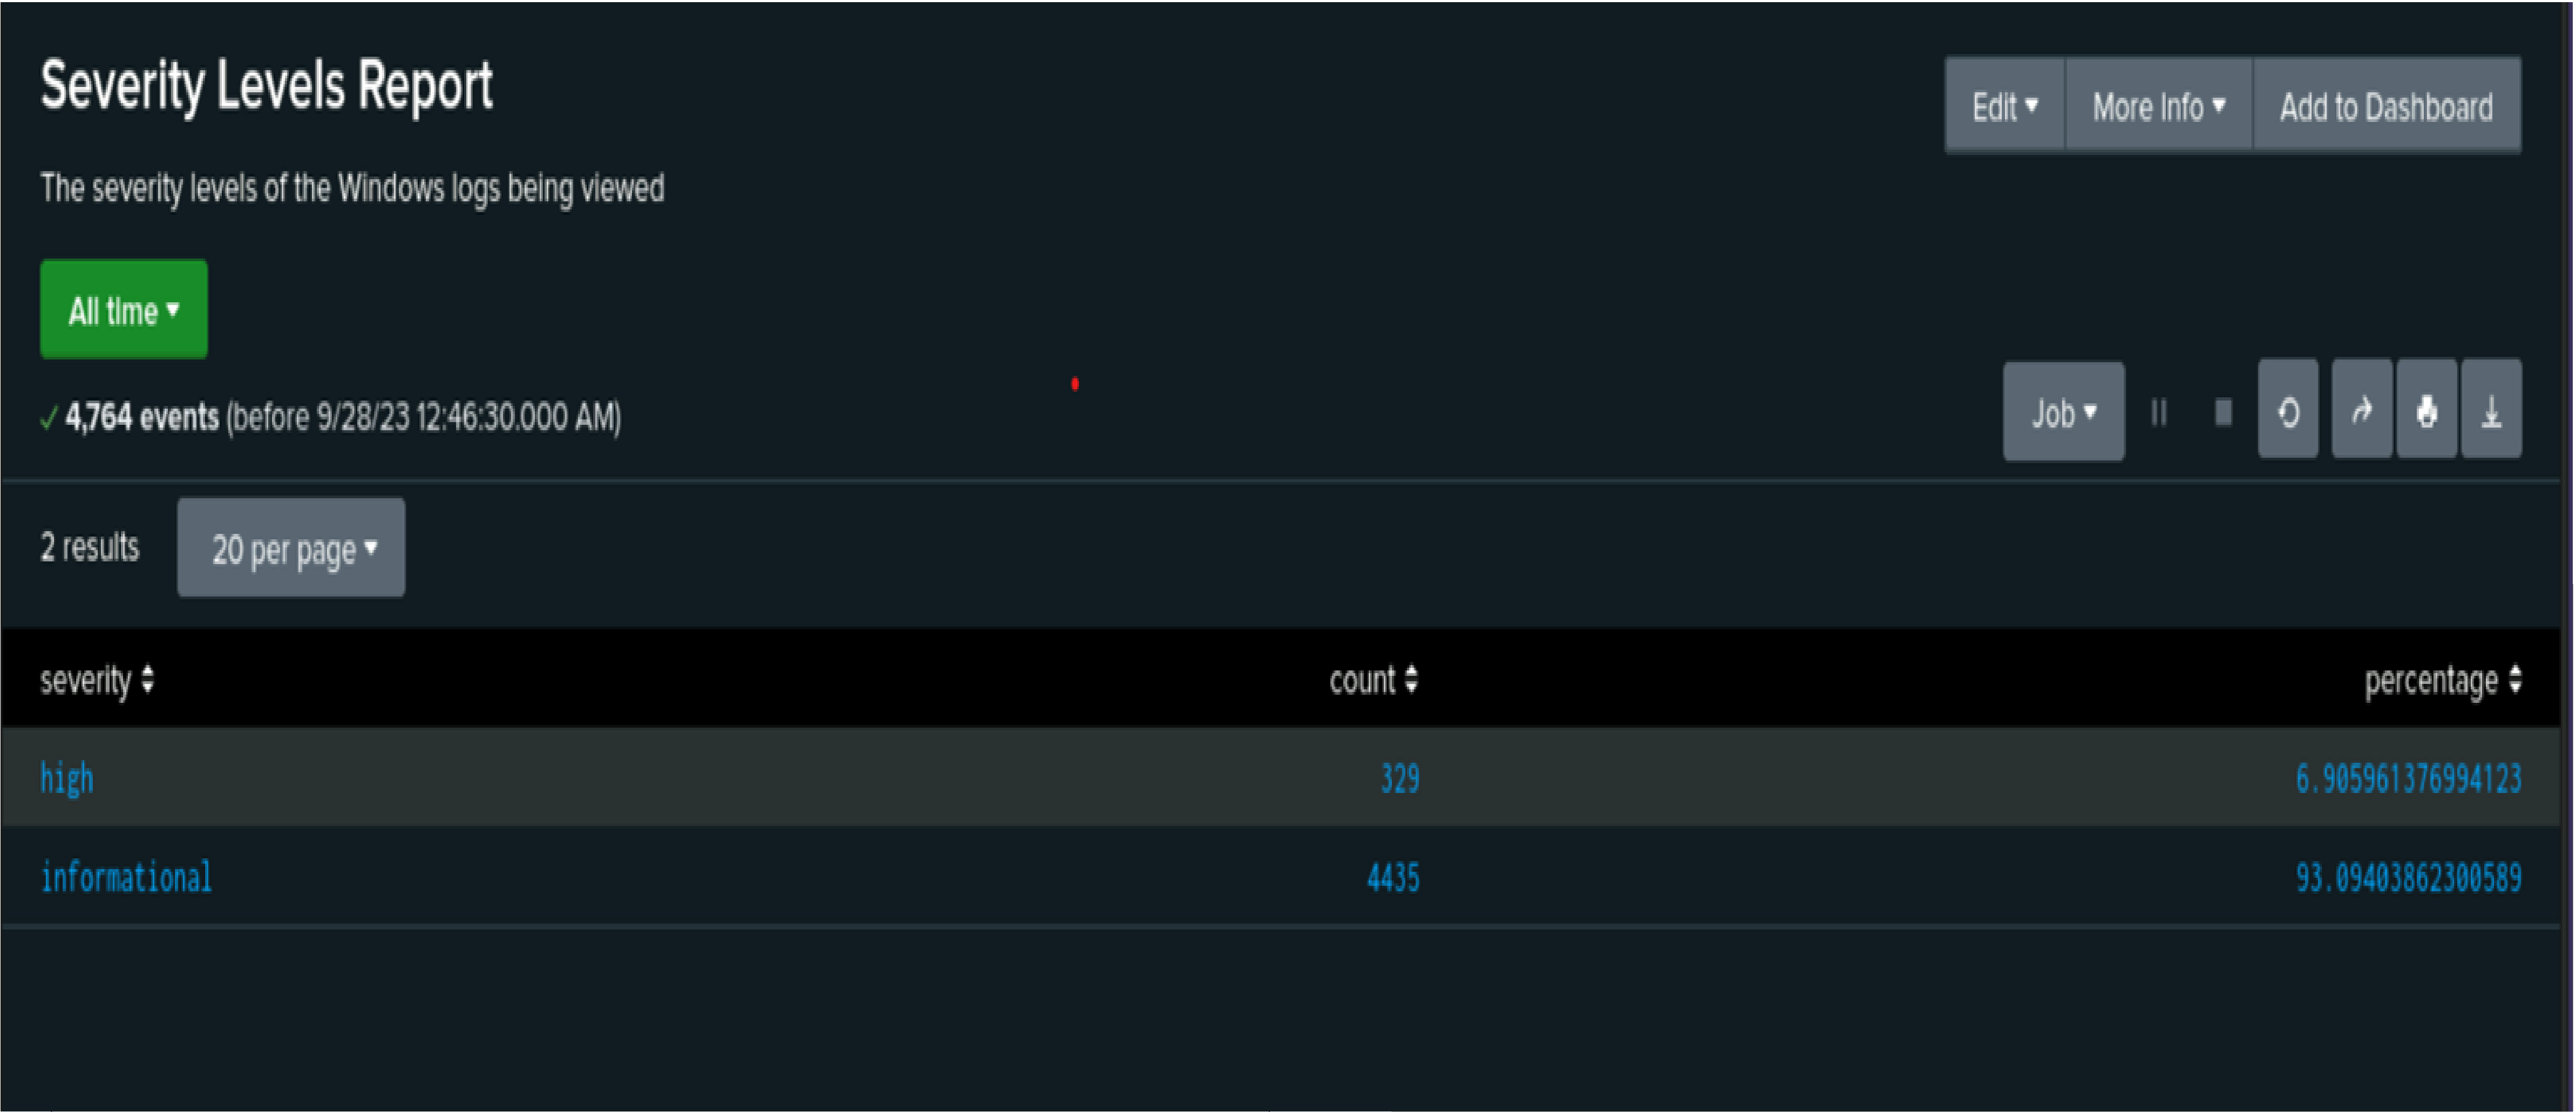 Severity Levels Report
Edit More Info Add to Dashboard
The severity levels of the Windows logs being viewed
All time
4,764 events (before 9/28/23 12:46:30.000 AM)
Job
2 results 20 per page
severity count percentage
high 329 6.905961376994123
informational 4435 93.09403862300589